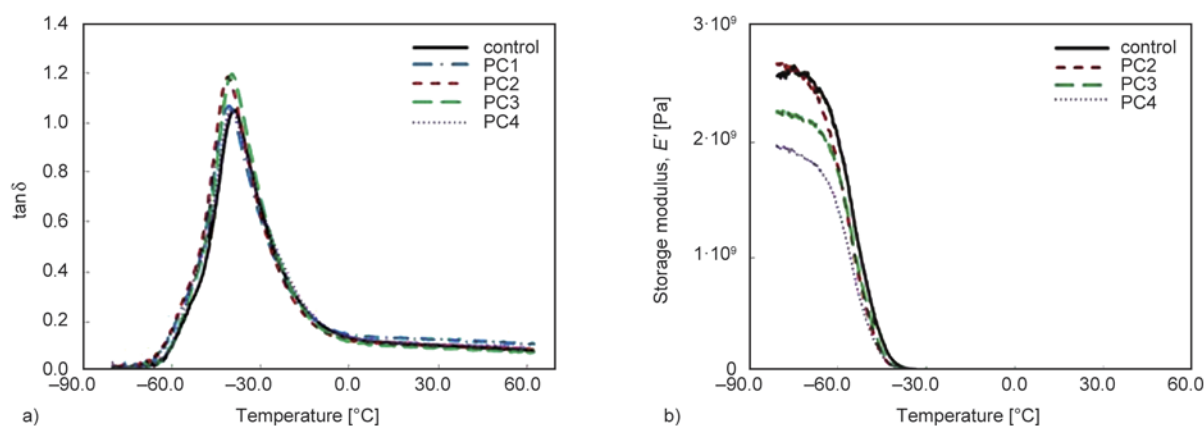 1.4
1.2
1.0
0.8
0.6
0.4
0.2
0.0
tanδ
–90.0 –60.0 –30.0 0.0 30.0 60.0
Temperature [°C]
control
PC1
PC2
PC3
PC4
a)
3·10⁹
2·10⁹
1·10⁹
0
Storage modulus, E' [Pa]
–90.0 –60.0 –30.0 0.0 30.0 60.0
Temperature [°C]
control
PC2
PC3
PC4
b)